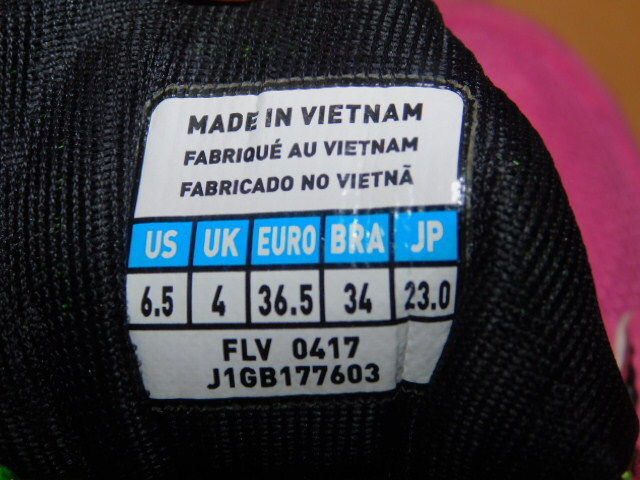 MADE IN VIETNAM
FABRIQUÉ AU VIETNAM
FABRICADO NO VIETNÃ
US UK EURO BRA JP
6.5 4 36.5 34 23.0
FLV 0417
J1GB177603